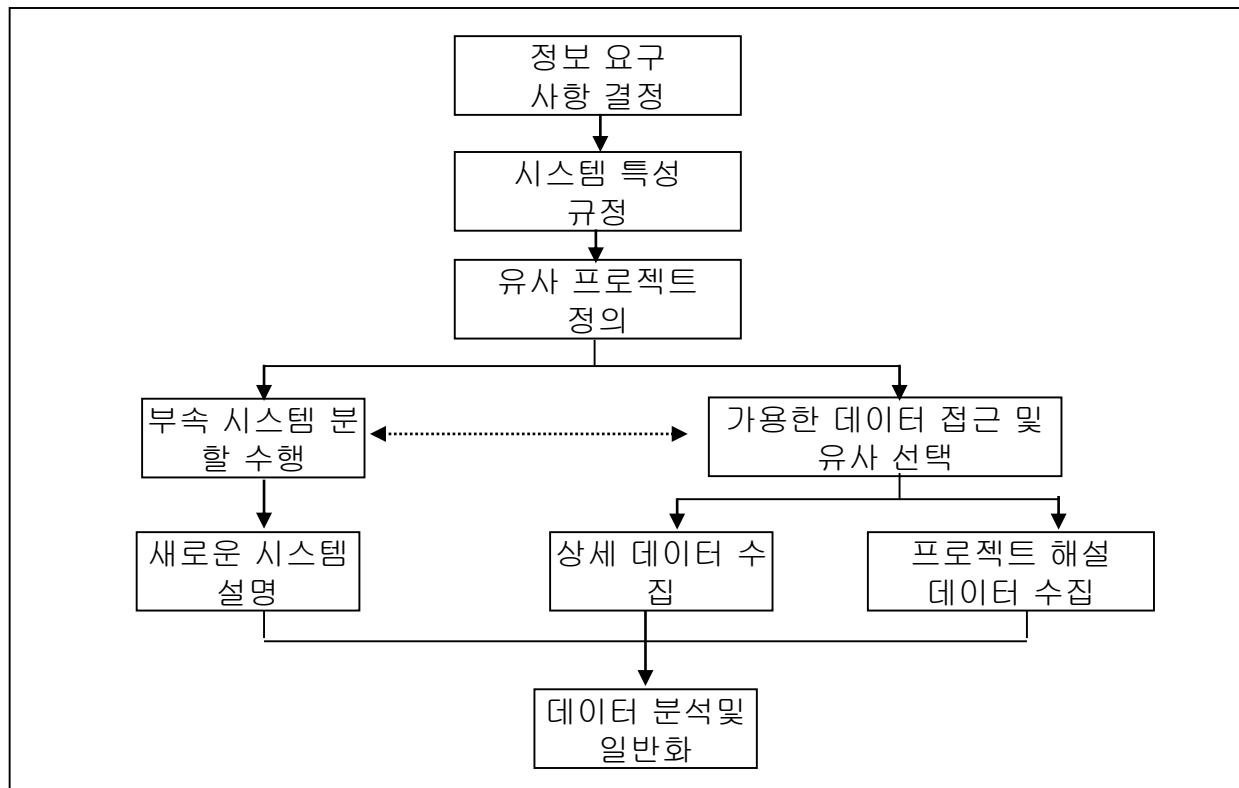 정보 요구
사항 결정
시스템 특성
규정
유사 프로젝트
정의
부속 시스템 분
할 수행
가용한 데이터 접근 및
유사 선택
새로운 시스템
설명
상세 데이터 수
집
프로젝트 해설
데이터 수집
데이터 분석및
일반화